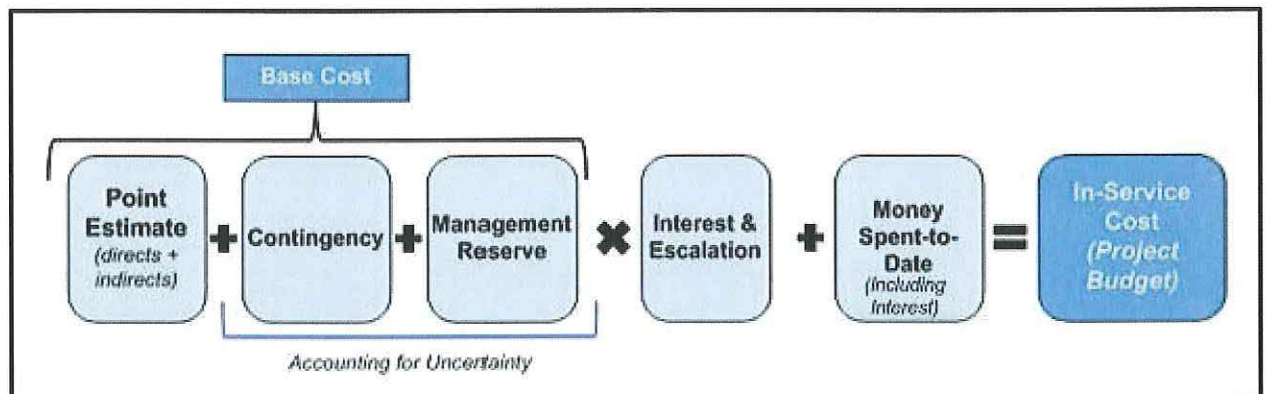 Base Cost
Point
Estimate
(directs +
indirects)
+
Contingency
+
Management
Reserve
×
Interest &
Escalation
+
Money
Spent-to-
Date
(Including
Interest)
=
In-Service
Cost
(Project
Budget)
Accounting for Uncertainty